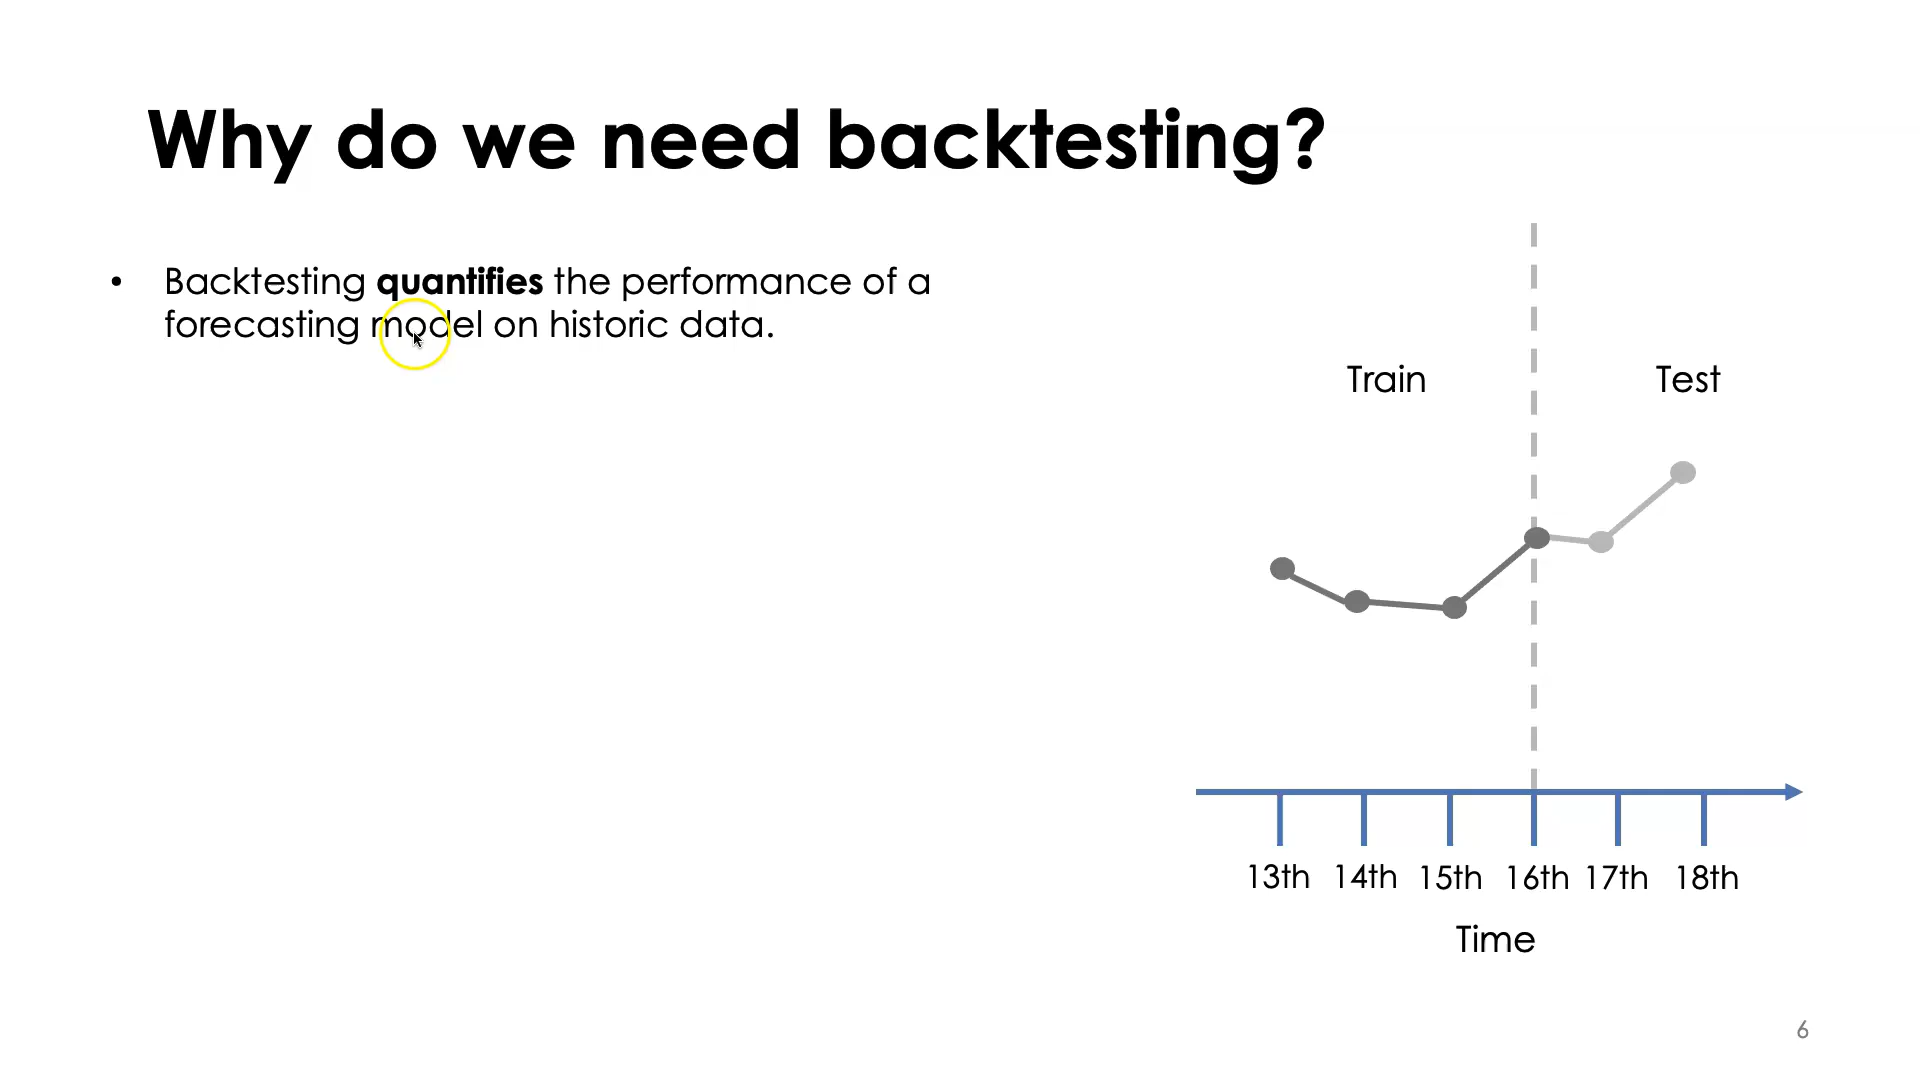 Why do we need backtesting?
• Backtesting quantifies the performance of a
forecasting model on historic data.
Train
Test
13th 14th 15th 16th 17th 18th
Time
6